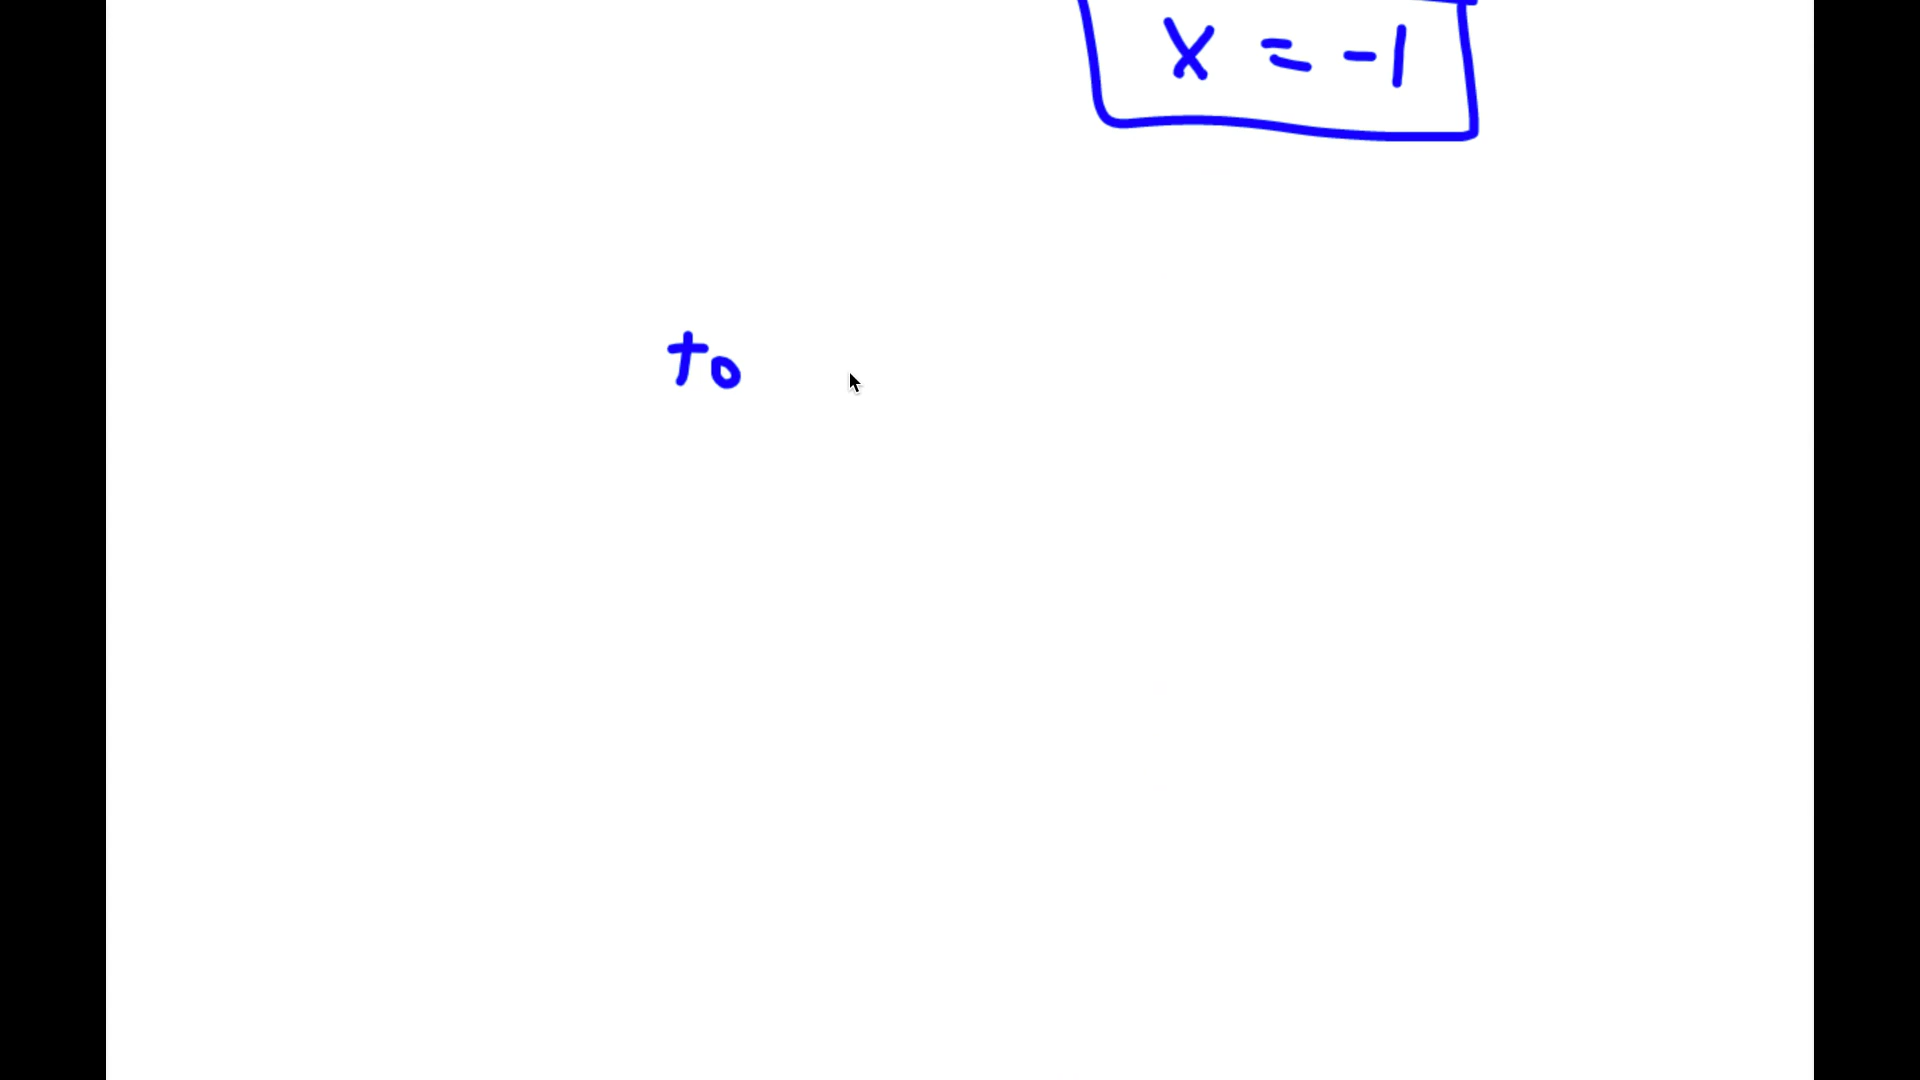 x = -1
to